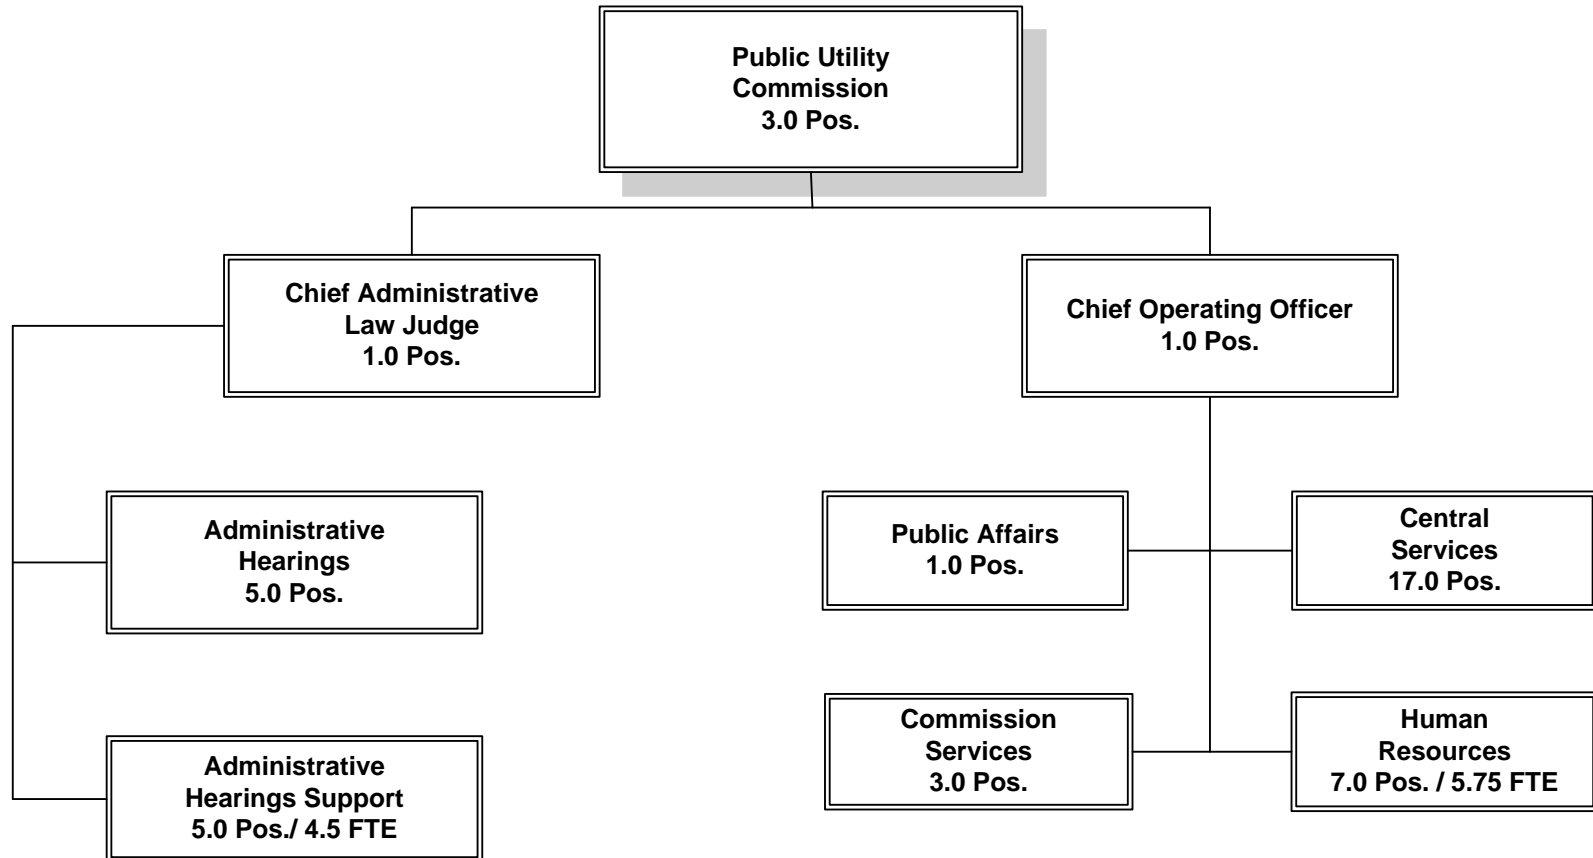 Public Utility
Commission
3.0 Pos.
Chief Administrative
Law Judge
1.0 Pos.
Chief Operating Officer
1.0 Pos.
Administrative
Hearings
5.0 Pos.
Public Affairs
1.0 Pos.
Central
Services
17.0 Pos.
Administrative
Hearings Support
5.0 Pos./ 4.5 FTE
Commission
Services
3.0 Pos.
Human
Resources
7.0 Pos. / 5.75 FTE